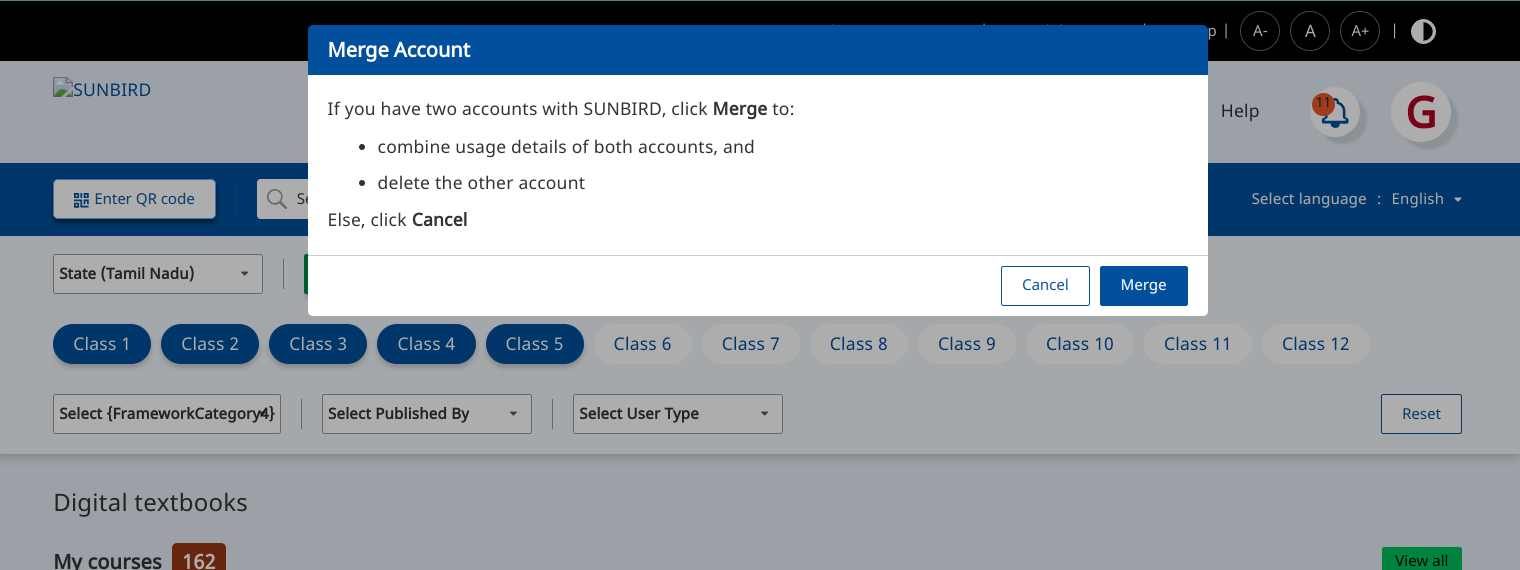 A-
A
A+
Merge Account
If you have two accounts with SUNBIRD, click Merge to:
combine usage details of both accounts, and
delete the other account
Else, click Cancel
Cancel
Merge
SUNBIRD
Help
11
G
Enter QR code
Select language : English
State (Tamil Nadu)
Class 1
Class 2
Class 3
Class 4
Class 5
Class 6
Class 7
Class 8
Class 9
Class 10
Class 11
Class 12
Select {FrameworkCategory4}
Select Published By
Select User Type
Reset
Digital textbooks
My courses 162
View all